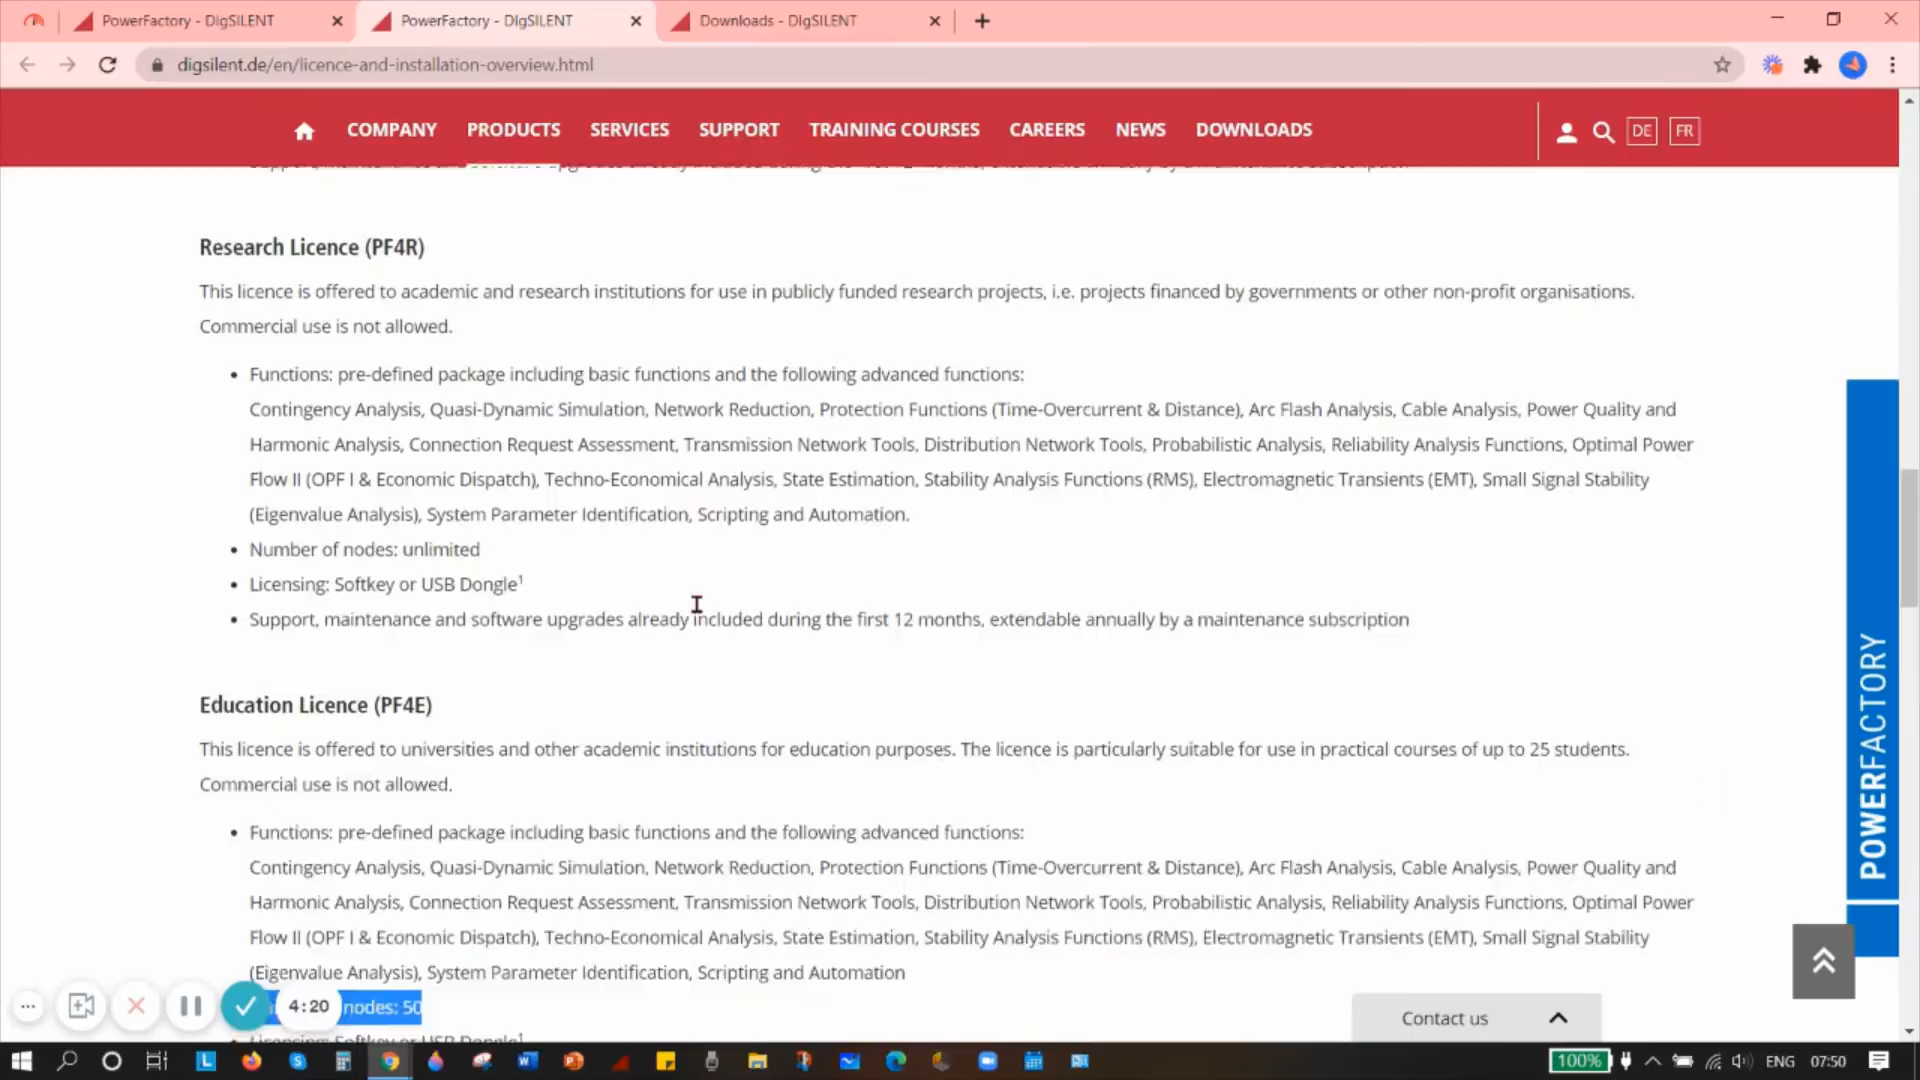 PowerFactory - DIgSILENT
PowerFactory - DIgSILENT
Downloads - DIgSILENT
digsilent.de/en/licence-and-installation-overview.html
COMPANY
PRODUCTS
SERVICES
SUPPORT
TRAINING COURSES
CAREERS
NEWS
DOWNLOADS
DE
FR
Research Licence (PF4R)
This licence is offered to academic and research institutions for use in publicly funded research projects, i.e. projects financed by governments or other non-profit organisations.
Commercial use is not allowed.
• Functions: pre-defined package including basic functions and the following advanced functions:
Contingency Analysis, Quasi-Dynamic Simulation, Network Reduction, Protection Functions (Time-Overcurrent & Distance), Arc Flash Analysis, Cable Analysis, Power Quality and
Harmonic Analysis, Connection Request Assessment, Transmission Network Tools, Distribution Network Tools, Probabilistic Analysis, Reliability Analysis Functions, Optimal Power
Flow II (OPF I & Economic Dispatch), Techno-Economical Analysis, State Estimation, Stability Analysis Functions (RMS), Electromagnetic Transients (EMT), Small Signal Stability
(Eigenvalue Analysis), System Parameter Identification, Scripting and Automation.
• Number of nodes: unlimited
• Licensing: Softkey or USB Dongle¹
• Support, maintenance and software upgrades already included during the first 12 months, extendable annually by a maintenance subscription
Education Licence (PF4E)
This licence is offered to universities and other academic institutions for education purposes. The licence is particularly suitable for use in practical courses of up to 25 students.
Commercial use is not allowed.
• Functions: pre-defined package including basic functions and the following advanced functions:
Contingency Analysis, Quasi-Dynamic Simulation, Network Reduction, Protection Functions (Time-Overcurrent & Distance), Arc Flash Analysis, Cable Analysis, Power Quality and
Harmonic Analysis, Connection Request Assessment, Transmission Network Tools, Distribution Network Tools, Probabilistic Analysis, Reliability Analysis Functions, Optimal Power
Flow II (OPF I & Economic Dispatch), Techno-Economical Analysis, State Estimation, Stability Analysis Functions (RMS), Electromagnetic Transients (EMT), Small Signal Stability
(Eigenvalue Analysis), System Parameter Identification, Scripting and Automation
nodes: 50
Licensing: Softkey or USB Dongle¹
POWERFACTORY
4:20
Contact us
100%
ENG
07:50